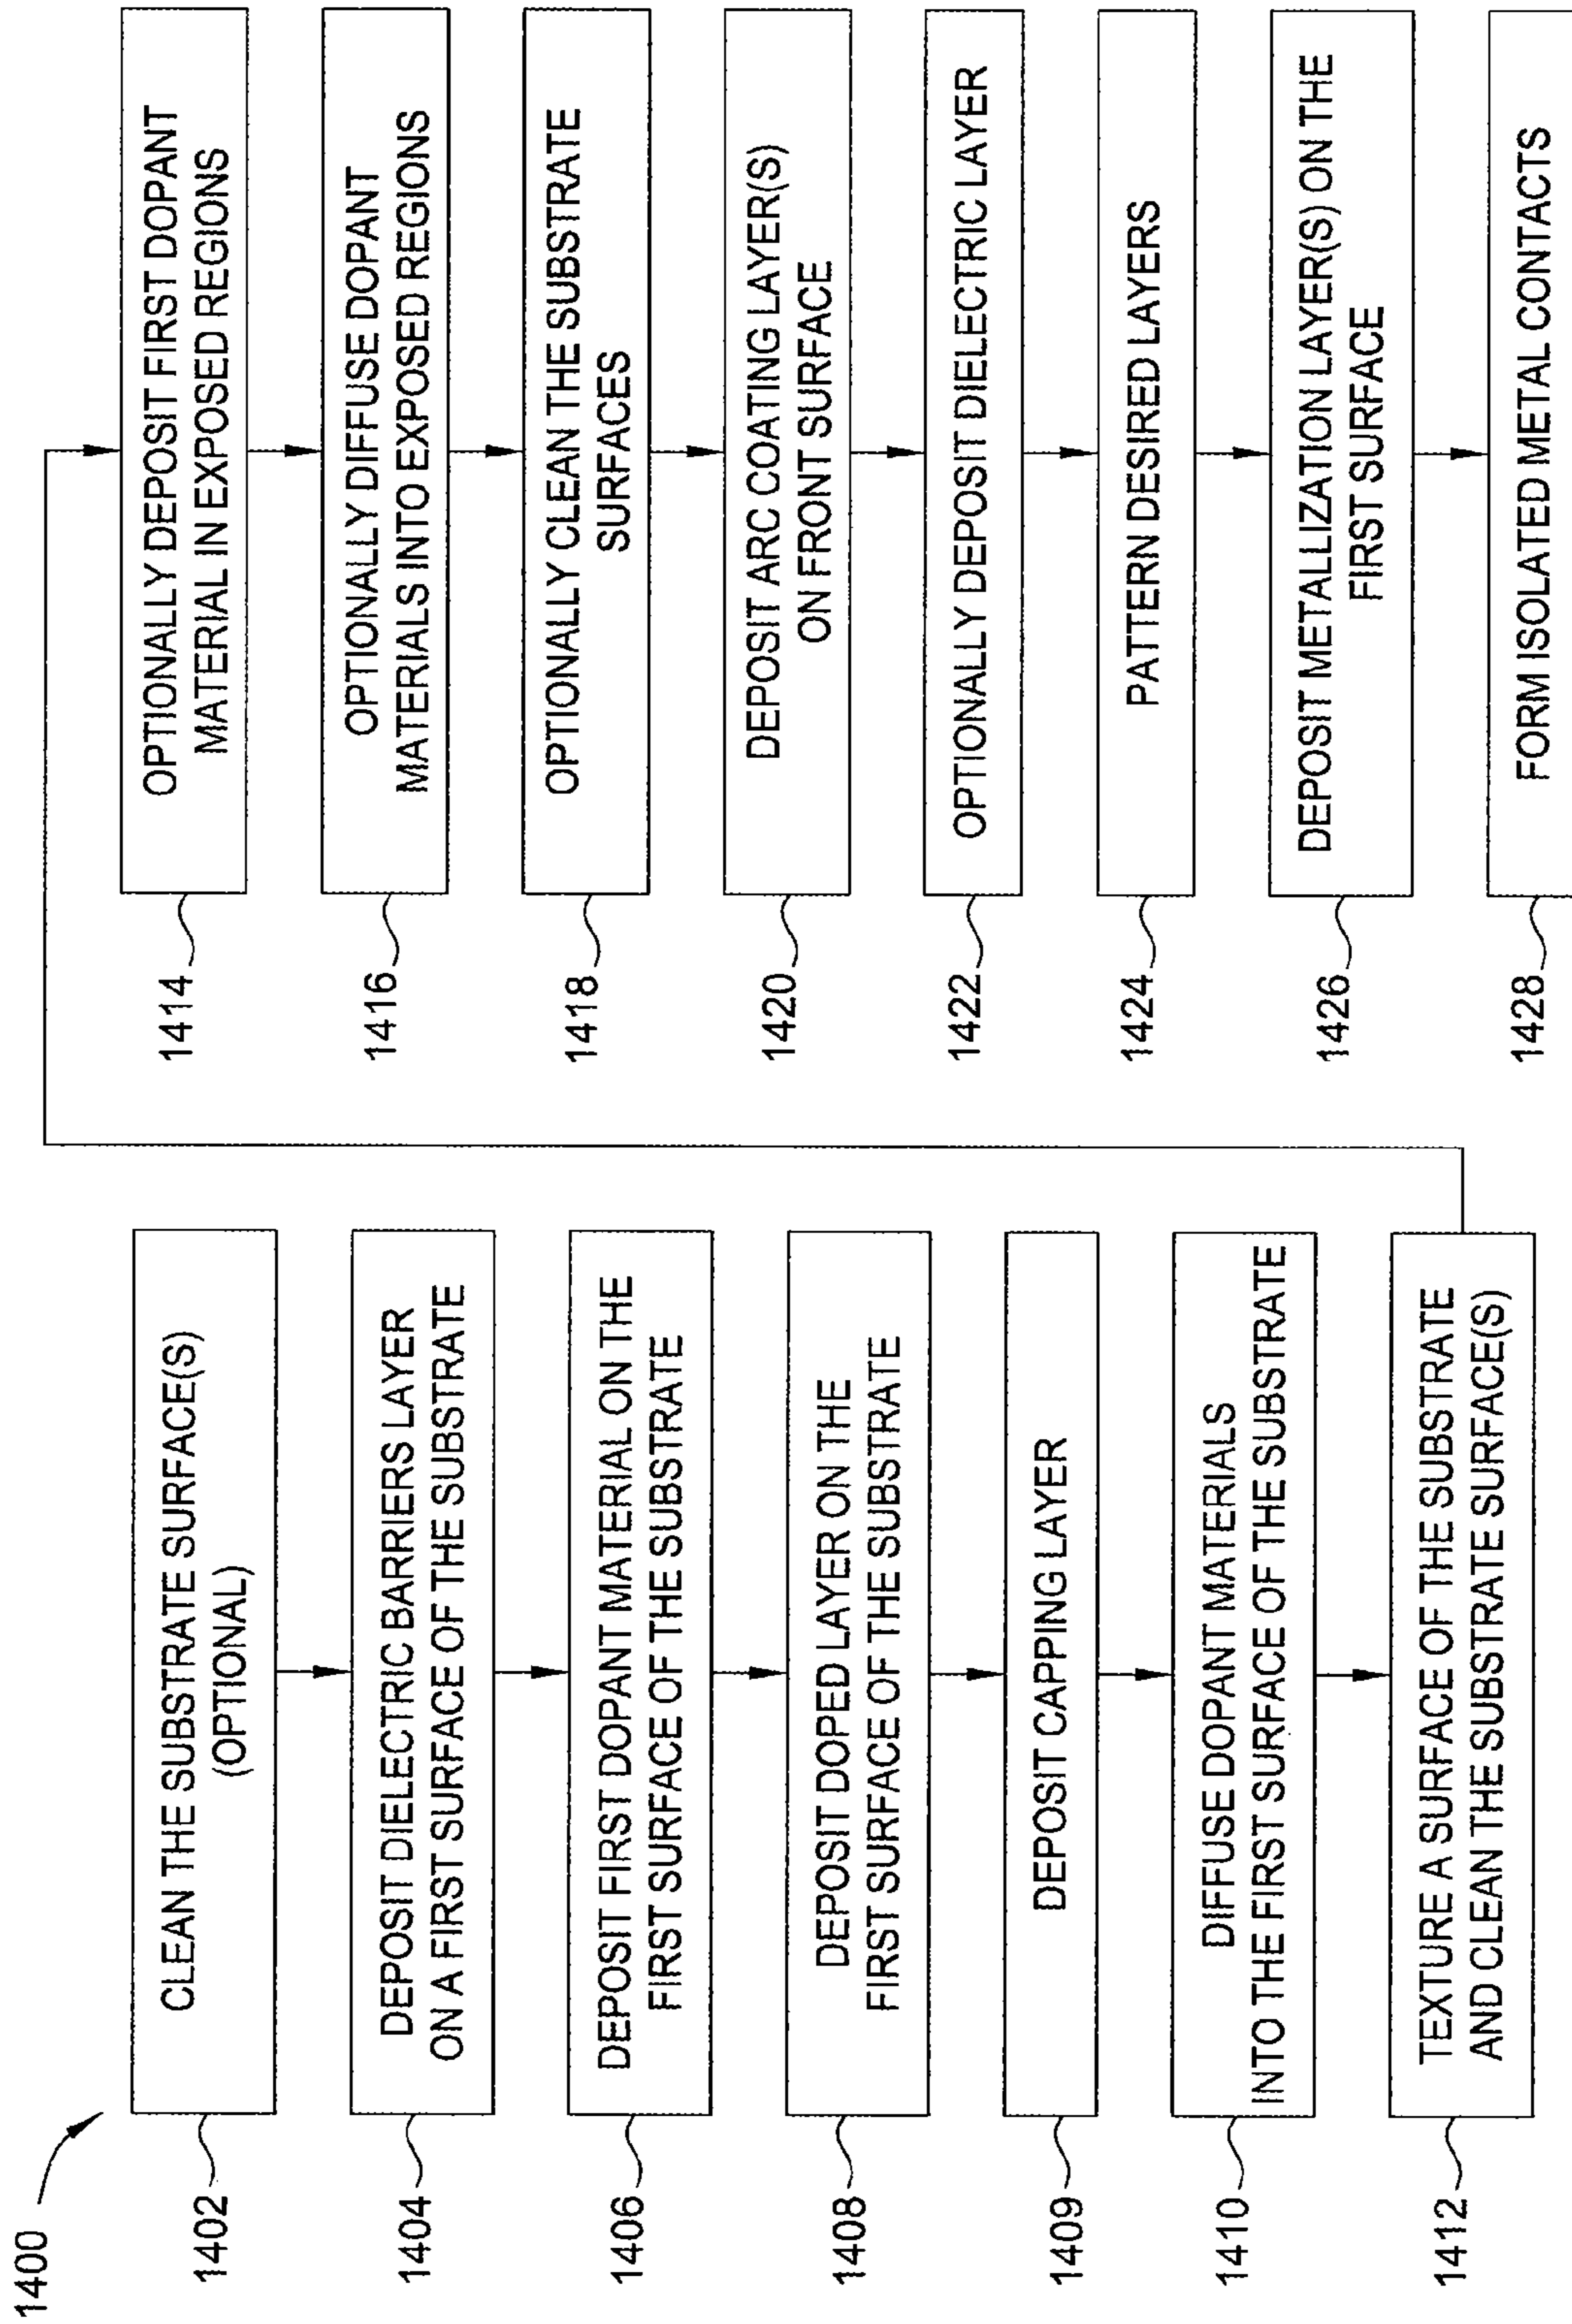 1400
1402
CLEAN THE SUBSTRATE SURFACE(S)
(OPTIONAL)
1404
DEPOSIT DIELECTRIC BARRIERS LAYER
ON A FIRST SURFACE OF THE SUBSTRATE
1406
DEPOSIT FIRST DOPANT MATERIAL ON THE
FIRST SURFACE OF THE SUBSTRATE
1408
DEPOSIT DOPED LAYER ON THE
FIRST SURFACE OF THE SUBSTRATE
1409
DEPOSIT CAPPING LAYER
1410
DIFFUSE DOPANT MATERIALS
INTO THE FIRST SURFACE OF THE SUBSTRATE
1412
TEXTURE A SURFACE OF THE SUBSTRATE
AND CLEAN THE SUBSTRATE SURFACE(S)
1414
OPTIONALLY DEPOSIT FIRST DOPANT
MATERIAL IN EXPOSED REGIONS
1416
OPTIONALLY DIFFUSE DOPANT
MATERIALS INTO EXPOSED REGIONS
1418
OPTIONALLY CLEAN THE SUBSTRATE
SURFACES
1420
DEPOSIT ARC COATING LAYER(S)
ON FRONT SURFACE
1422
OPTIONALLY DEPOSIT DIELECTRIC LAYER
1424
PATTERN DESIRED LAYERS
1426
DEPOSIT METALLIZATION LAYER(S) ON THE
FIRST SURFACE
1428
FORM ISOLATED METAL CONTACTS